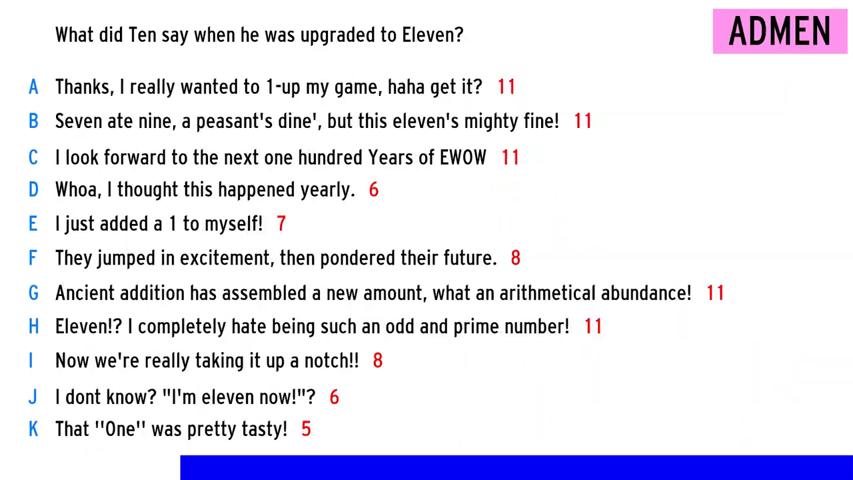 What did Ten say when he was upgraded to Eleven?
ADMEN
A Thanks, I really wanted to 1-up my game, haha get it? 11
B Seven ate nine, a peasant's dine', but this eleven's mighty fine! 11
C I look forward to the next one hundred Years of EWOW 11
D Whoa, I thought this happened yearly. 6
E I just added a 1 to myself! 7
F They jumped in excitement, then pondered their future. 8
G Ancient addition has assembled a new amount, what an arithmetical abundance! 11
H Eleven!? I completely hate being such an odd and prime number! 11
I Now we're really taking it up a notch!! 8
J I dont know? "I'm eleven now!"? 6
K That "One" was pretty tasty! 5